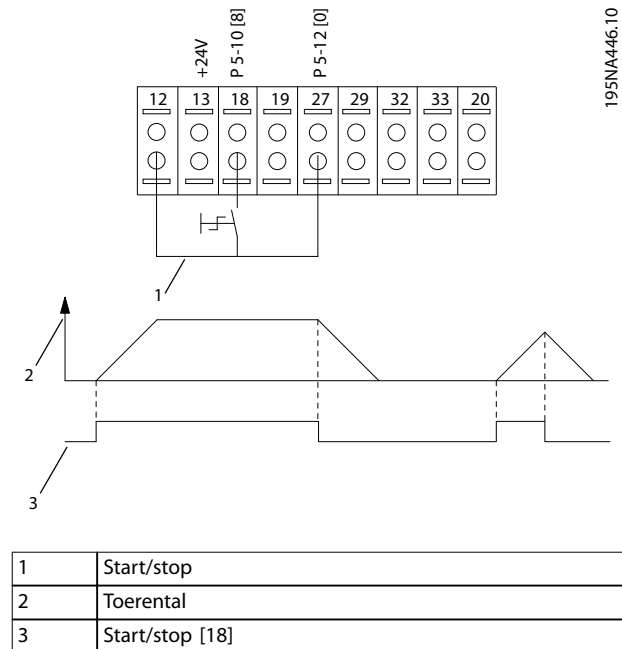 +24V
P 5-10 [8]
P 5-12 [0]
195NA446.10
12 13 18 19 27 29 32 33 20
1
2
3
1 Start/stop
2 Toerental
3 Start/stop [18]